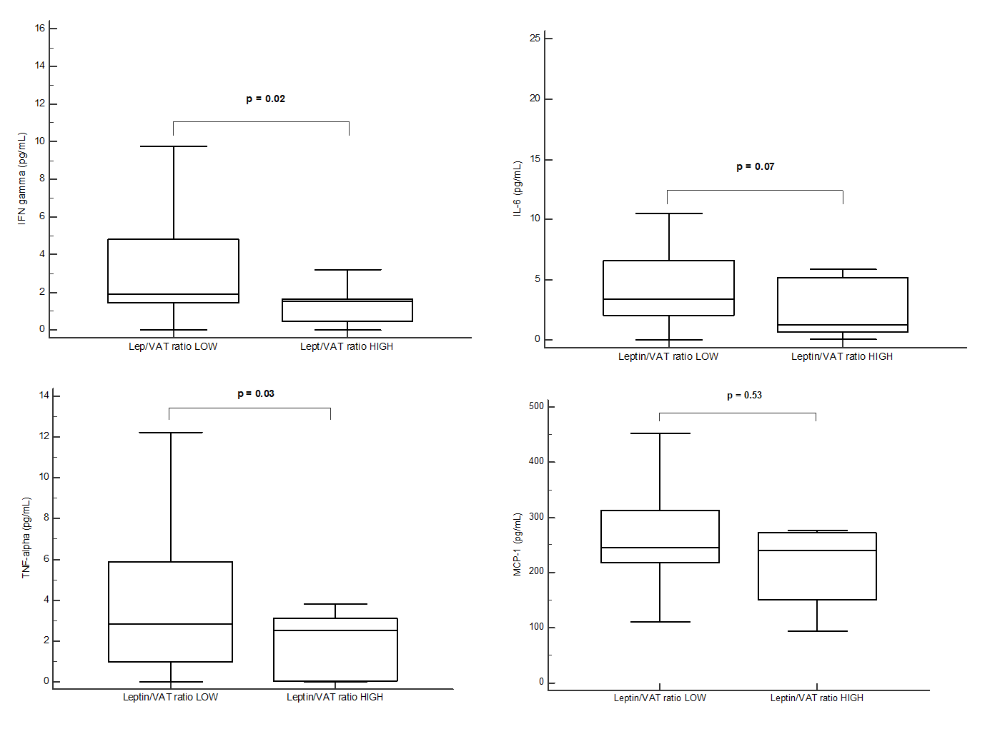 16
14
12
10
8
6
4
2
0
IFN gamma (pg/mL)
p = 0.02
Lep/VAT ratio LOW
Lept/VAT ratio HIGH
25
20
15
10
5
0
IL-6 (pg/mL)
p = 0.07
Leptin/VAT ratio LOW
Leptin/VAT ratio HIGH
14
12
10
8
6
4
2
0
TNF-alpha (pg/mL)
p = 0.03
Leptin/VAT ratio LOW
Leptin/VAT ratio HIGH
500
400
300
200
100
0
MCP-1 (pg/mL)
p = 0.53
Leptin/VAT ratio LOW
Leptin/VAT ratio HIGH